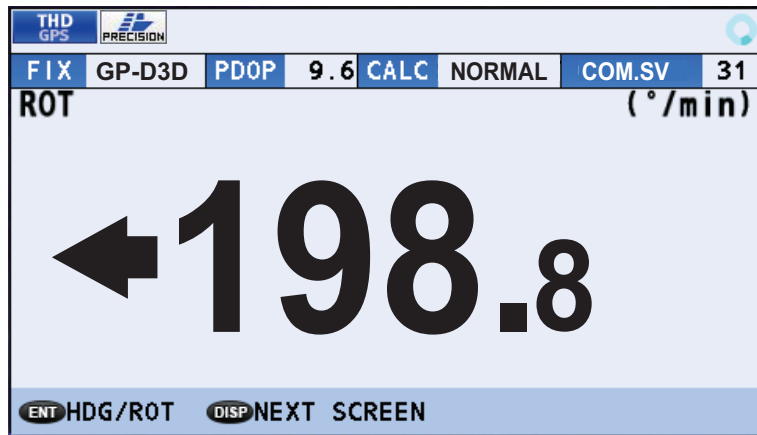 THD
GPS
PRECISION
FIX GP-D3D PDOP 9.6 CALC NORMAL COM.SV 31
ROT (°/min)
198.8
ENT HDG/ROT DISP NEXT SCREEN